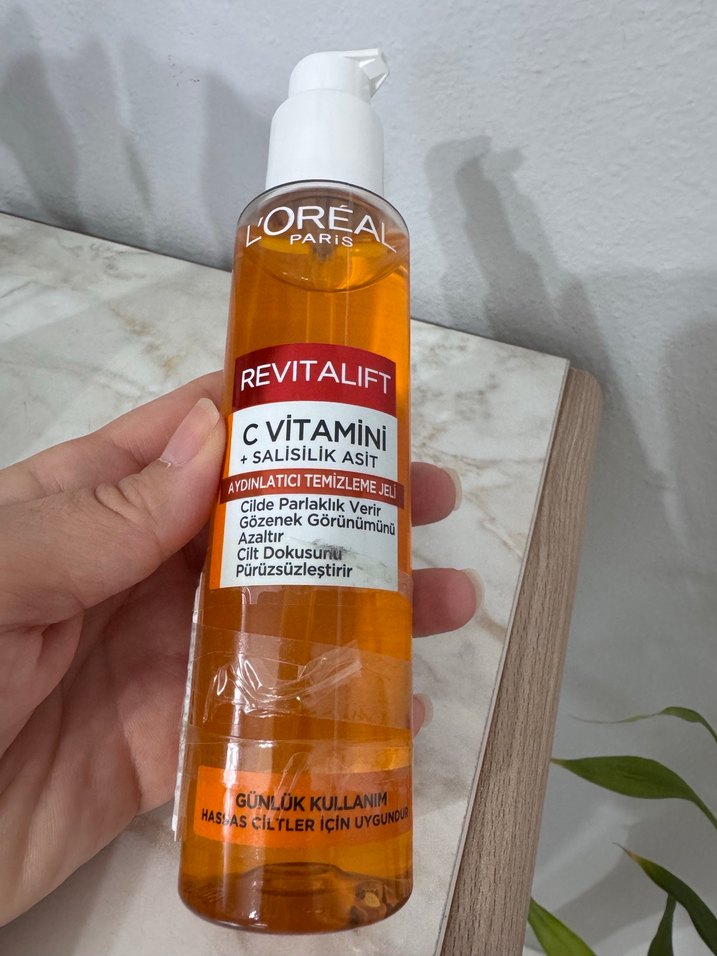 L'ORÉAL
PARİS
REVITALIFT
C VİTAMİNİ
+ SALİSİLİK ASİT
AYDINLATICI TEMİZLEME JELİ
Cilde Parlaklık Verir
Gözenek Görünümünü
Azaltır
Cilt Dokusunu
Pürüzsüzleştirir
GÜNLÜK KULLANIM
HASSAS CİLTLER İÇİN UYGUNDUR